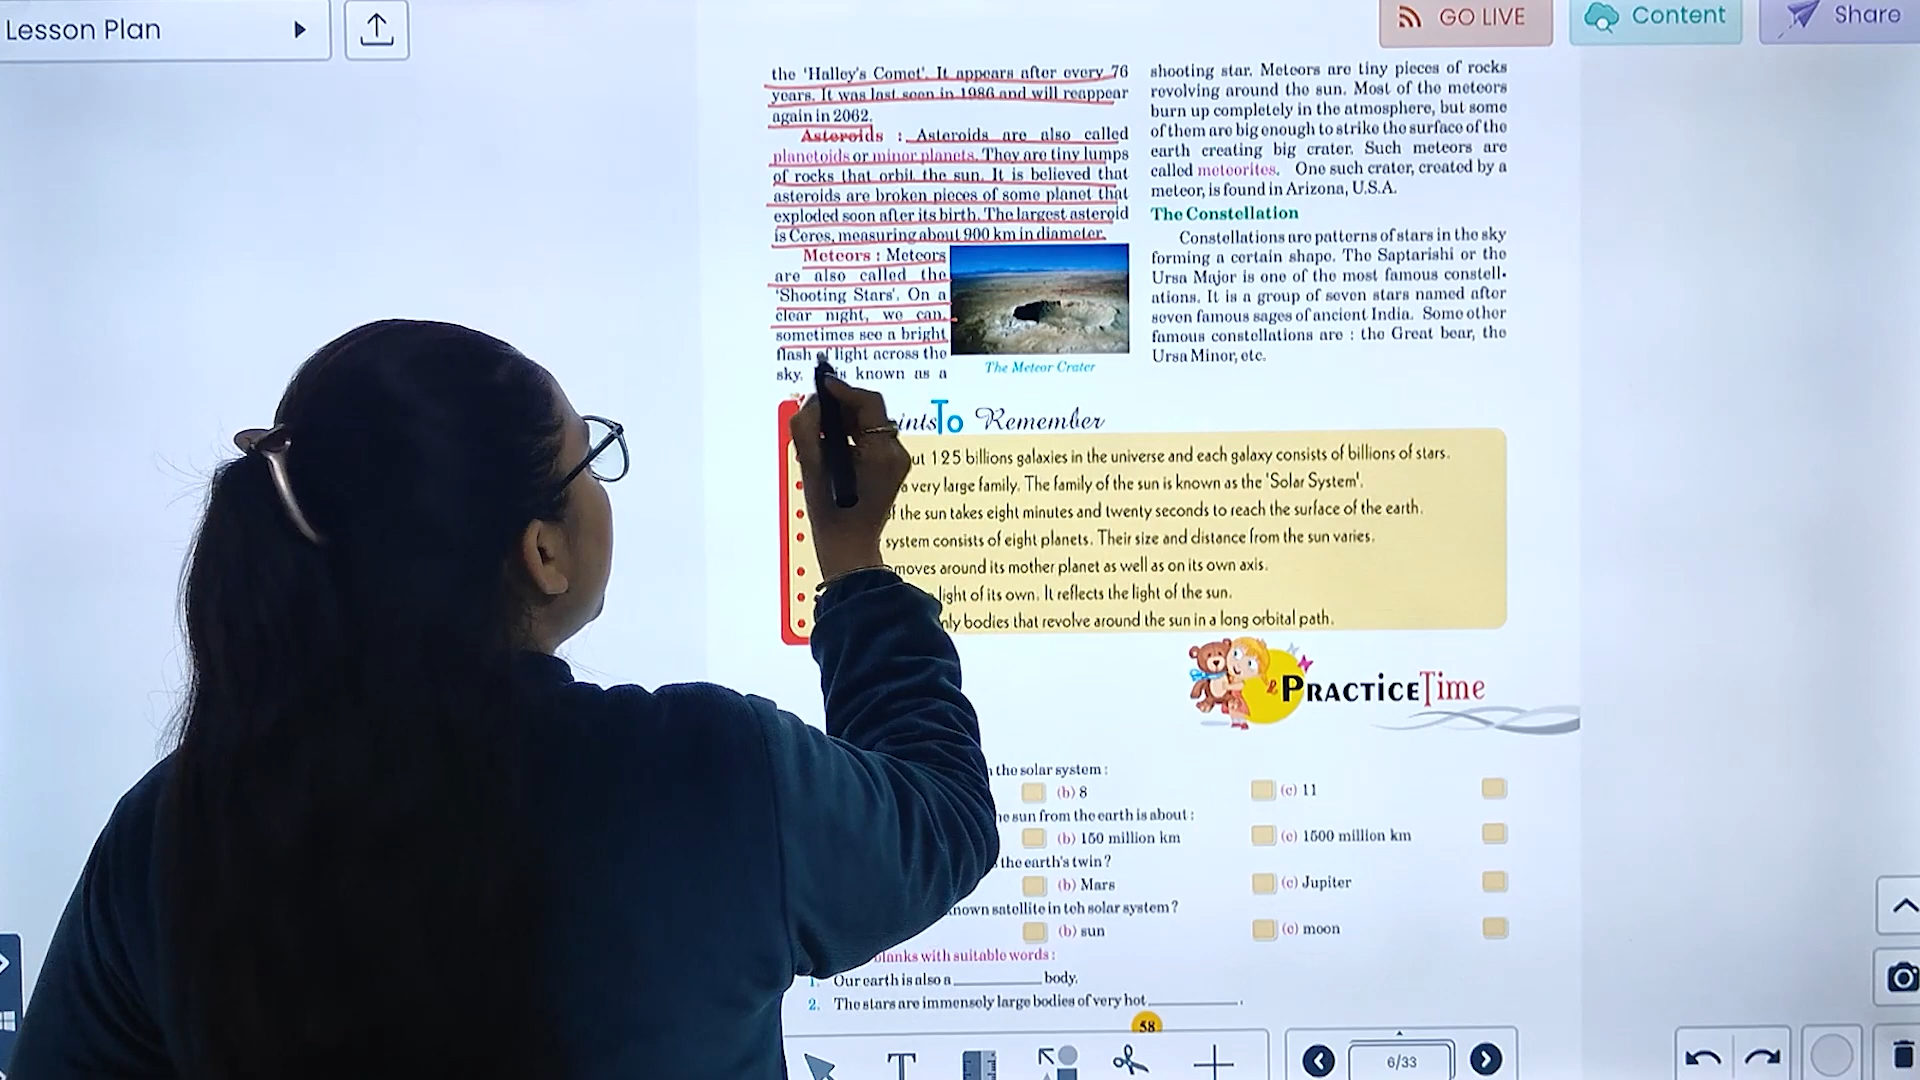 Lesson Plan
GO LIVE
Content
Share
the 'Halley's Comet'. It appears after every 76
years. It was last seen in 1986 and will reappear
again in 2062.
Asteroids : Asteroids are also called
planetoids or minor planets. They are tiny lumps
of rocks that orbit the sun. It is believed that
asteroids are broken pieces of some planet that
exploded soon after its birth. The largest asteroid
is Ceres, measuring about 900 km in diameter.
Meteors : Meteors
are also called the
'Shooting Stars'. On a
clear night, we can,
sometimes see a bright
flash of light across the
sky. is known as a
The Meteor Crater
shooting star. Meteors are tiny pieces of rocks
revolving around the sun. Most of the meteors
burn up completely in the atmosphere, but some
of them are big enough to strike the surface of the
earth creating big crater. Such meteors are
called meteorites. One such crater, created by a
meteor, is found in Arizona, U.S.A.
The Constellation
Constellations are patterns of stars in the sky
forming a certain shape. The Saptarishi or the
Ursa Major is one of the most famous constell-
ations. It is a group of seven stars named after
seven famous sages of ancient India. Some other
famous constellations are : the Great bear, the
Ursa Minor, etc.
To Remember
125 billions galaxies in the universe and each galaxy consists of billions of stars.
a very large family. The family of the sun is known as the 'Solar System'.
the sun takes eight minutes and twenty seconds to reach the surface of the earth.
system consists of eight planets. Their size and distance from the sun varies.
moves around its mother planet as well as on its own axis.
light of its own. It reflects the light of the sun.
bodies that revolve around the sun in a long orbital path.
PRACTICE Time
the solar system :
(b) 8 (c) 11
sun from the earth is about :
(b) 150 million km (c) 1500 million km
the earth's twin?
(b) Mars (c) Jupiter
satellite in teh solar system?
(b) sun (c) moon
blanks with suitable words :
1. Our earth is also a __________ body.
2. The stars are immensely large bodies of very hot __________ .
58
T
6/33